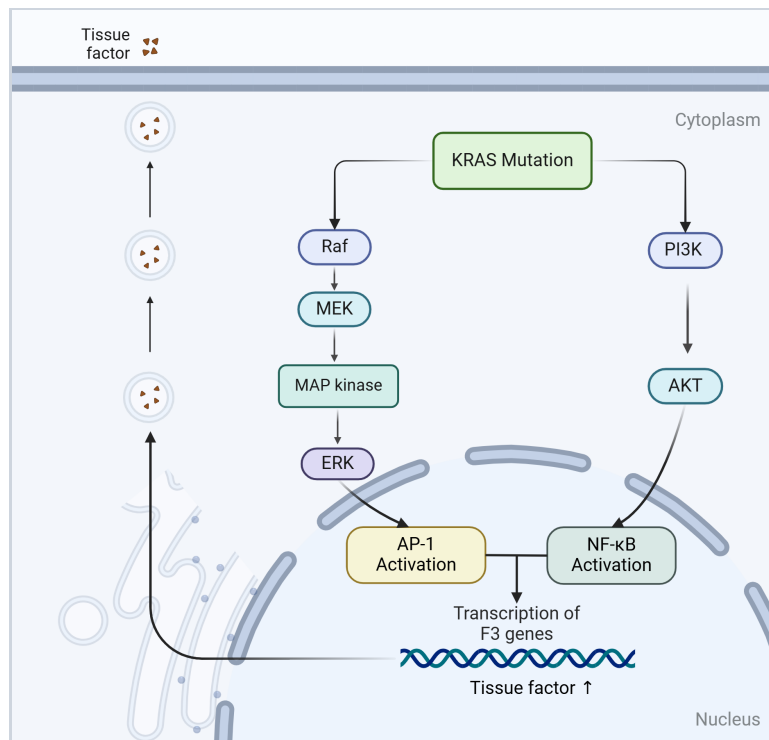 Tissue
factor
Cytoplasm
KRAS Mutation
Raf
PI3K
MEK
MAP kinase
AKT
ERK
AP-1
Activation
NF-κB
Activation
Transcription of
F3 genes
Tissue factor ↑
Nucleus